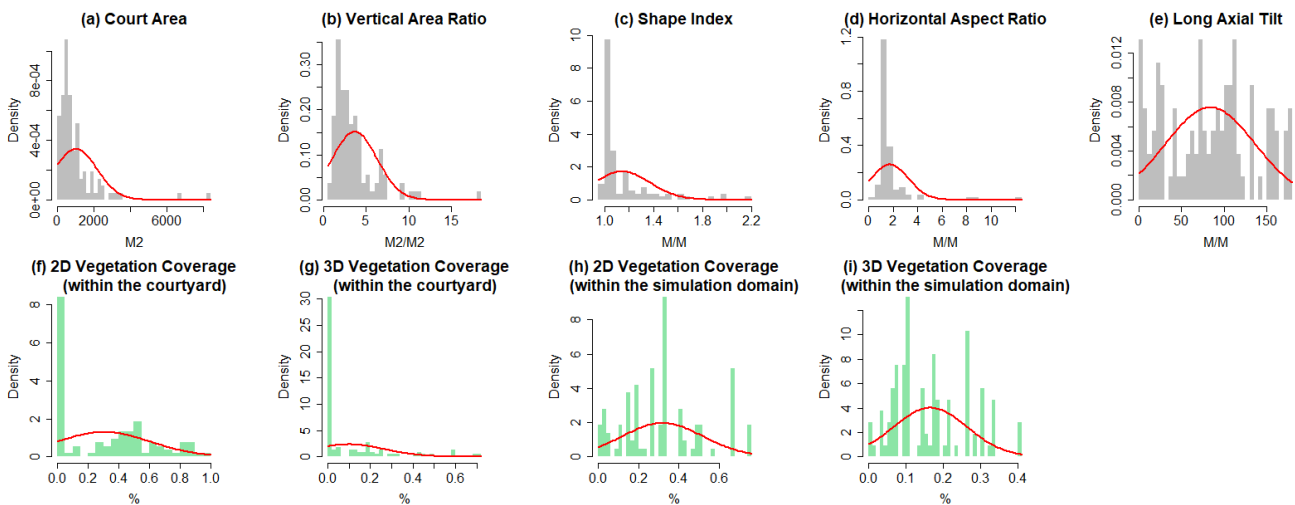 (a) Court Area
Density
0e+00 4e-04 8e-04
0 2000 6000
M2
(b) Vertical Area Ratio
Density
0.00 0.10 0.20 0.30
0 5 10 15
M2/M2
(c) Shape Index
Density
0 2 4 6 8 10
1.0 1.4 1.8 2.2
M/M
(d) Horizontal Aspect Ratio
Density
0.0 0.4 0.8 1.2
0 2 4 6 8 12
M/M
(e) Long Axial Tilt
Density
0.000 0.003 0.006 0.009 0.012
0 50 100 150
M/M
(f) 2D Vegetation Coverage
(within the courtyard)
Density
0 2 4 6 8
0.0 0.2 0.4 0.6 0.8 1.0
%
(g) 3D Vegetation Coverage
(within the courtyard)
Density
0 5 10 15 20 25 30
0.0 0.2 0.4 0.6
%
(h) 2D Vegetation Coverage
(within the simulation domain)
Density
0 2 4 6 8
0.0 0.2 0.4 0.6
%
(i) 3D Vegetation Coverage
(within the simulation domain)
Density
0 2 4 6 8 10
0.0 0.1 0.2 0.3 0.4
%